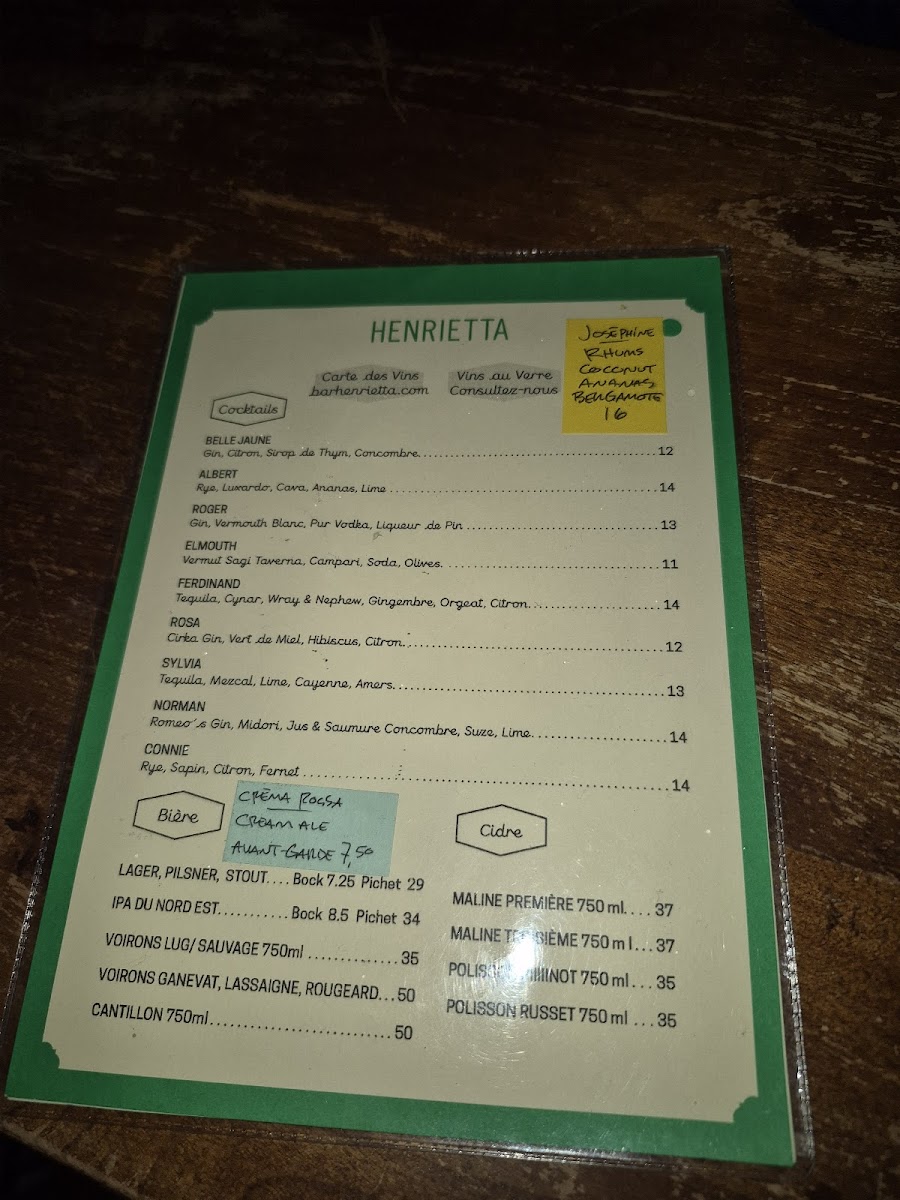 HENRIETTA
Carte des Vins
barhenrietta.com
Vins au Verre
Consultez-nous
JOSÉPHINE
RHUMS
COCONUT
ANANAS
BERGAMOTE
16
Cocktails
BELLE JAUNE
Gin, Citron, Sirop de Thym, Concombre. 12
ALBERT
Rye, Luxardo, Cava, Ananas, Lime 14
ROGER
Gin, Vermouth Blanc, Pur Vodka, Liqueur de Pin 13
ELMOUTH
Vermut Sagi Taverna, Campari, Soda, Olives. 11
FERDINAND
Tequila, Cynar, Wray & Nephew, Gingembre, Orgeat, Citron. 14
ROSA
Cirka Gin, Vert de Miel, Hibiscus, Citron. 12
SYLVIA
Tequila, Mezcal, Lime, Cayenne, Amers. 13
NORMAN
Romeo's Gin, Midori, Jus & Saumure Concombre, Suze, Lime. 14
CONNIE
Rye, Sapin, Citron, Fernet 14
Bière
CREAM ALE
AVANT-GARDE 7,50
LAGER, PILSNER, STOUT.... Bock 7.25 Pichet 29
IPA DU NORD EST........... Bock 8.5 Pichet 34
VOIRONS LUG/ SAUVAGE 750ml ............. 35
VOIRONS GANEVAT, LASSAIGNE, ROUGEARD...50
CANTILLON 750ml.......................... 50
Cidre
MALINE PREMIÈRE 750 ml.... 37
MALINE 750 ml... 37
750 ml .... 35
POLISSON RUSSET 750 ml ... 35